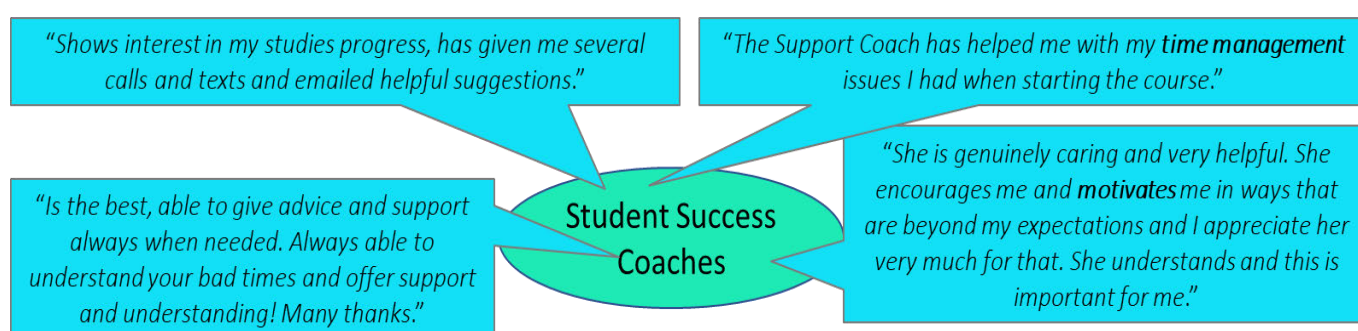 “Shows interest in my studies progress, has given me several
calls and texts and emailed helpful suggestions.”
“The Support Coach has helped me with my time management
issues I had when starting the course.”
“Is the best, able to give advice and support
always when needed. Always able to
understand your bad times and offer support
and understanding! Many thanks.”
Student Success
Coaches
“She is genuinely caring and very helpful. She
encourages me and motivates me in ways that
are beyond my expectations and I appreciate her
very much for that. She understands and this is
important for me.”